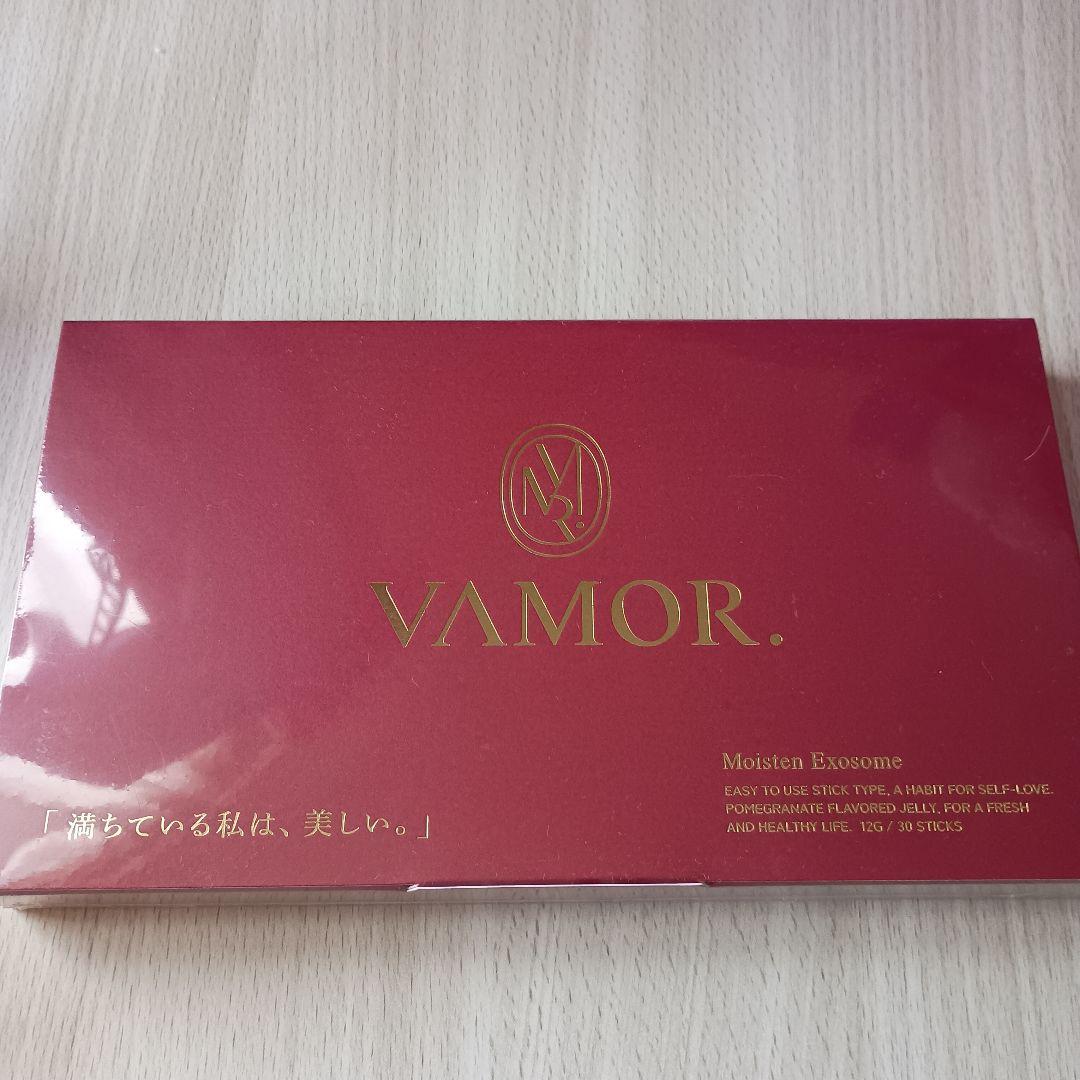 VAMOR.
Moisten Exosome
EASY TO USE STICK TYPE, A HABIT FOR SELF-LOVE.
POMEGRANATE FLAVORED JELLY, FOR A FRESH
AND HEALTHY LIFE. 12G / 30 STICKS
「満ちている私は、美しい。」